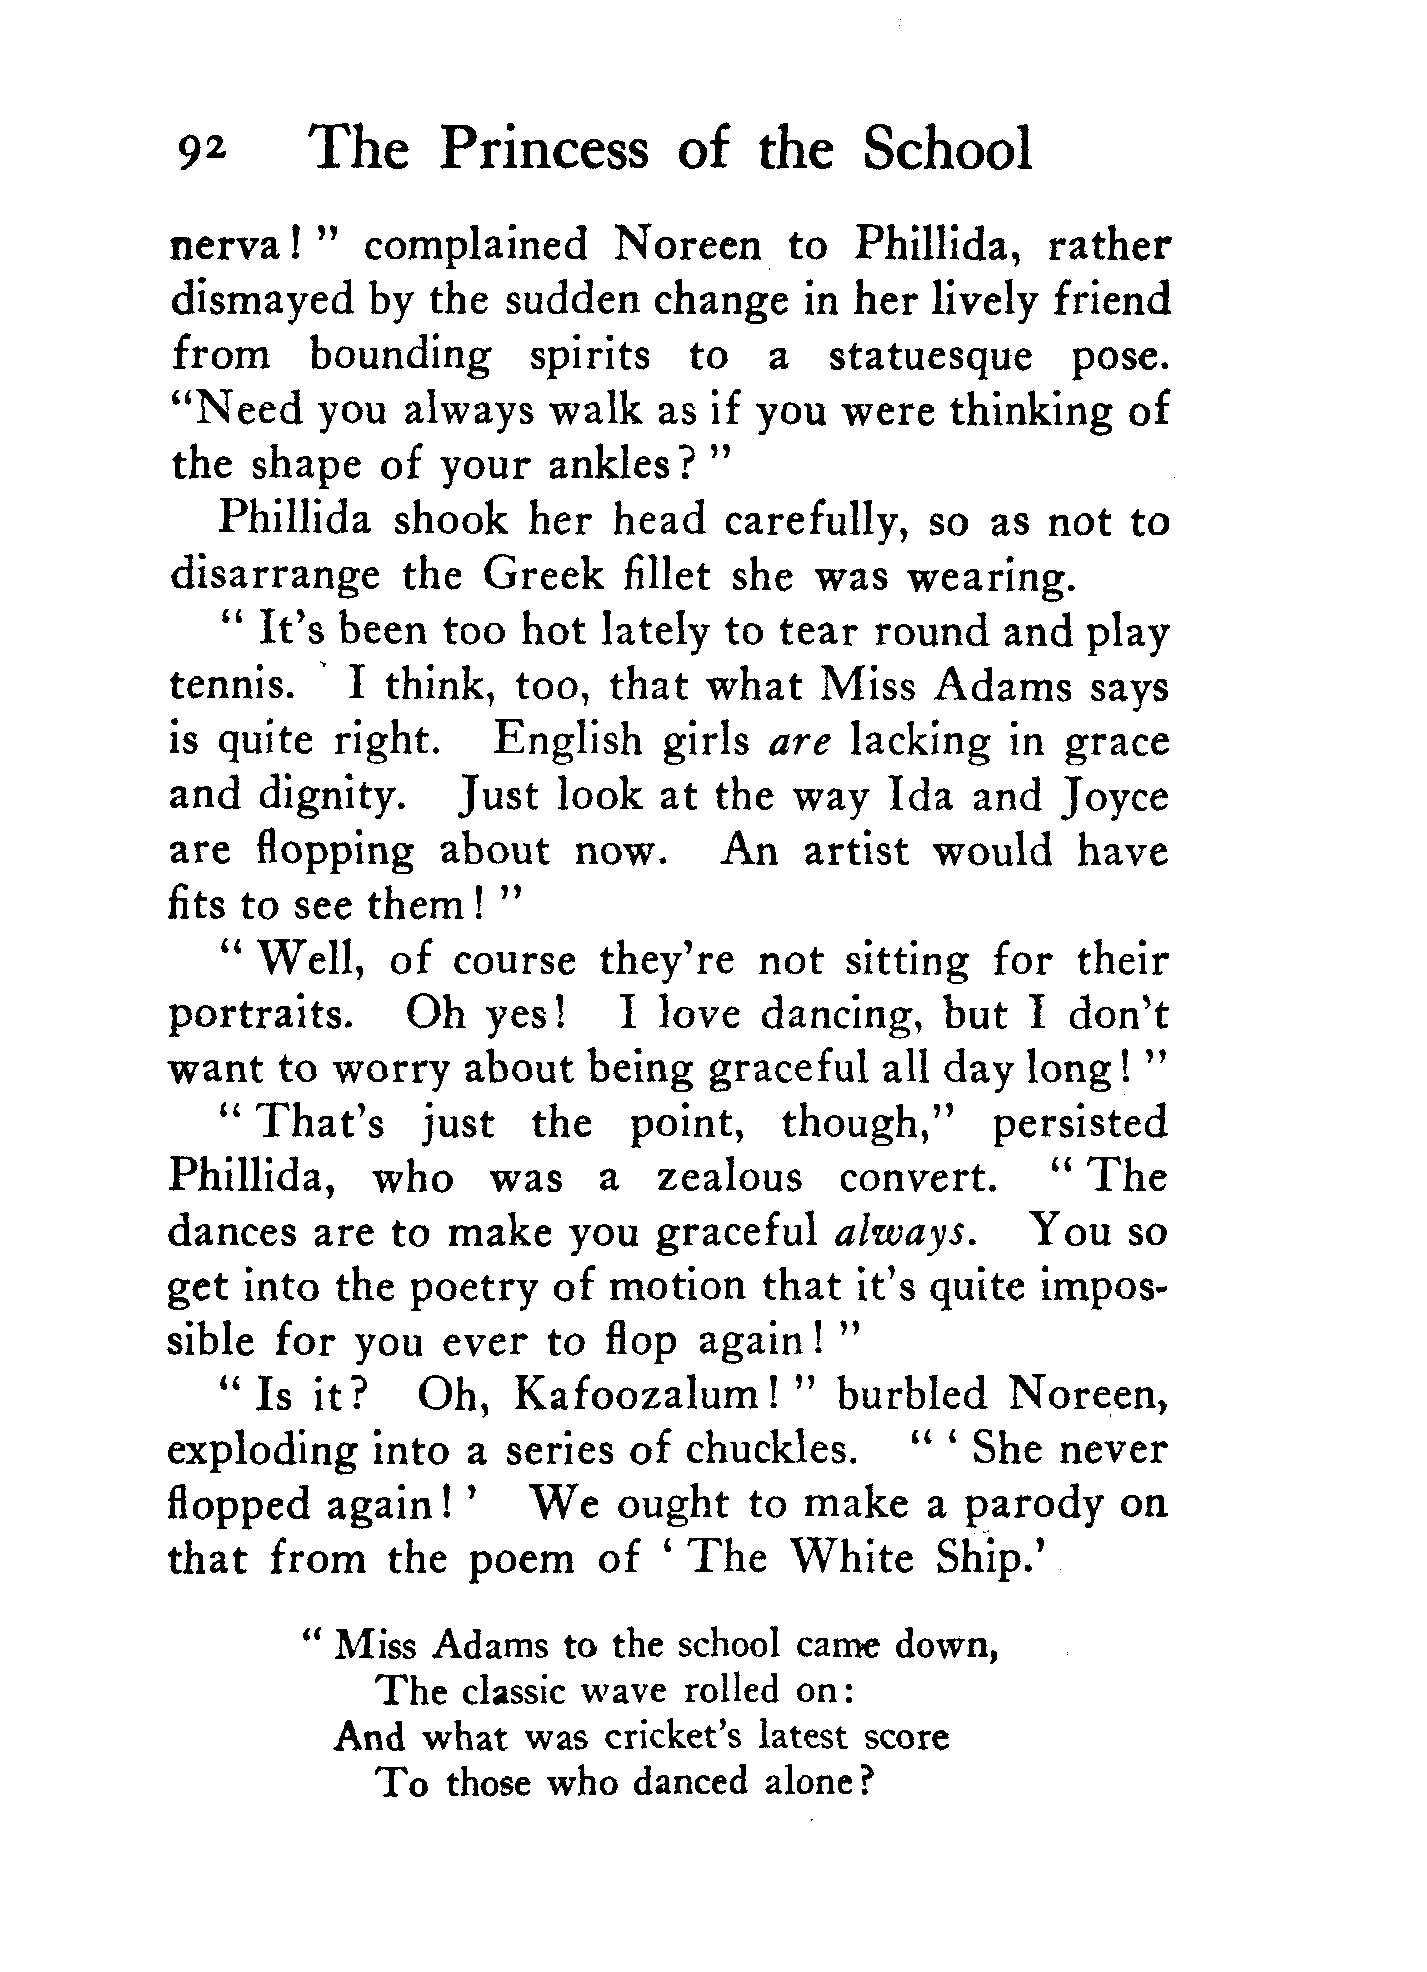 92 The Princess of the School
nerva! " complained Noreen to Phillida, rather
dismayed by the sudden change in her lively friend
from bounding spirits to a statuesque pose.
"Need you always walk as if you were thinking of
the shape of your ankles? "
Phillida shook her head carefully, so as not to
disarrange the Greek fillet she was wearing.
" It's been too hot lately to tear round and play
tennis. I think, too, that what Miss Adams says
is quite right. English girls are lacking in grace
and dignity. Just look at the way Ida and Joyce
are flopping about now. An artist would have
fits to see them! "
" Well, of course they're not sitting for their
portraits. Oh yes! I love dancing, but I don't
want to worry about being graceful all day long! "
" That's just the point, though," persisted
Phillida, who was a zealous convert. " The
dances are to make you graceful always. You so
get into the poetry of motion that it's quite impos-
sible for you ever to flop again! "
" Is it? Oh, Kafoozalum! " burbled Noreen,
exploding into a series of chuckles. " ' She never
flopped again! ' We ought to make a parody on
that from the poem of ' The White Ship.'
" Miss Adams to the school came down,
The classic wave rolled on:
And what was cricket's latest score
To those who danced alone?